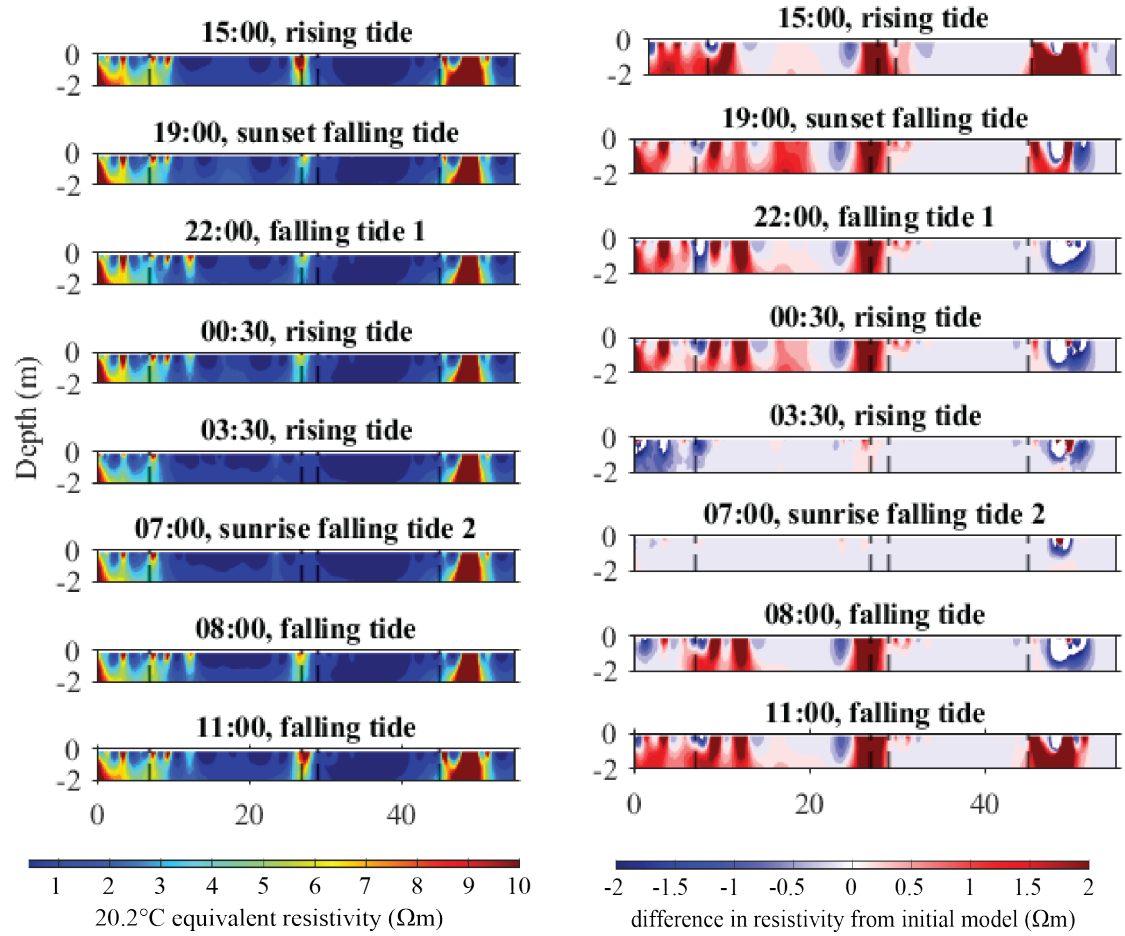 15:00, rising tide
0
-2
19:00, sunset falling tide
0
-2
22:00, falling tide 1
0
-2
00:30, rising tide
0
-2
03:30, rising tide
0
-2
07:00, sunrise falling tide 2
0
-2
08:00, falling tide
0
-2
11:00, falling tide
0
-2
0 20 40
Depth (m)
1 2 3 4 5 6 7 8 9 10
20.2°C equivalent resistivity (Ωm)
15:00, rising tide
0
-2
19:00, sunset falling tide
0
-2
22:00, falling tide 1
0
-2
00:30, rising tide
0
-2
03:30, rising tide
0
-2
07:00, sunrise falling tide 2
0
-2
08:00, falling tide
0
-2
11:00, falling tide
0
-2
0 20 40
-2 -1.5 -1 -0.5 0 0.5 1 1.5 2
difference in resistivity from initial model (Ωm)